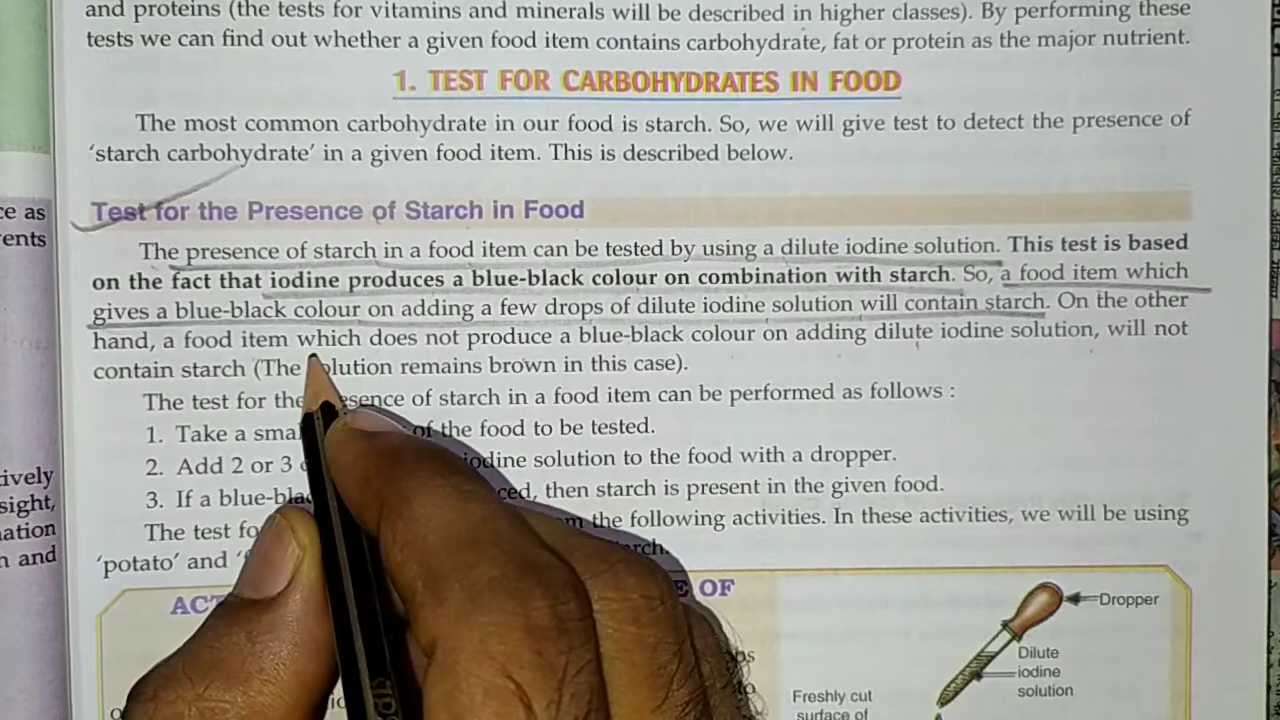 and proteins (the tests for vitamins and minerals will be described in higher classes). By performing these
tests we can find out whether a given food item contains carbohydrate, fat or protein as the major nutrient.
1. TEST FOR CARBOHYDRATES IN FOOD
The most common carbohydrate in our food is starch. So, we will give test to detect the presence of
‘starch carbohydrate’ in a given food item. This is described below.
ce as
Test for the Presence of Starch in Food
ents
The presence of starch in a food item can be tested by using a dilute iodine solution. This test is based
on the fact that iodine produces a blue-black colour on combination with starch. So, a food item which
gives a blue-black colour on adding a few drops of dilute iodine solution will contain starch. On the other
hand, a food item which does not produce a blue-black colour on adding dilute iodine solution, will not
contain starch (The solution remains brown in this case).
The test for the presence of starch in a food item can be performed as follows :
1. Take a small of the food to be tested.
2. Add 2 or 3 iodine solution to the food with a dropper.
3. If a blue-black ced, then starch is present in the given food.
The test fo the following activities. In these activities, we will be using
‘potato’ and rch.
tively
sight,
ation
h and
ACT OF
Dropper
Dilute
iodine
solution
Freshly cut
surface of